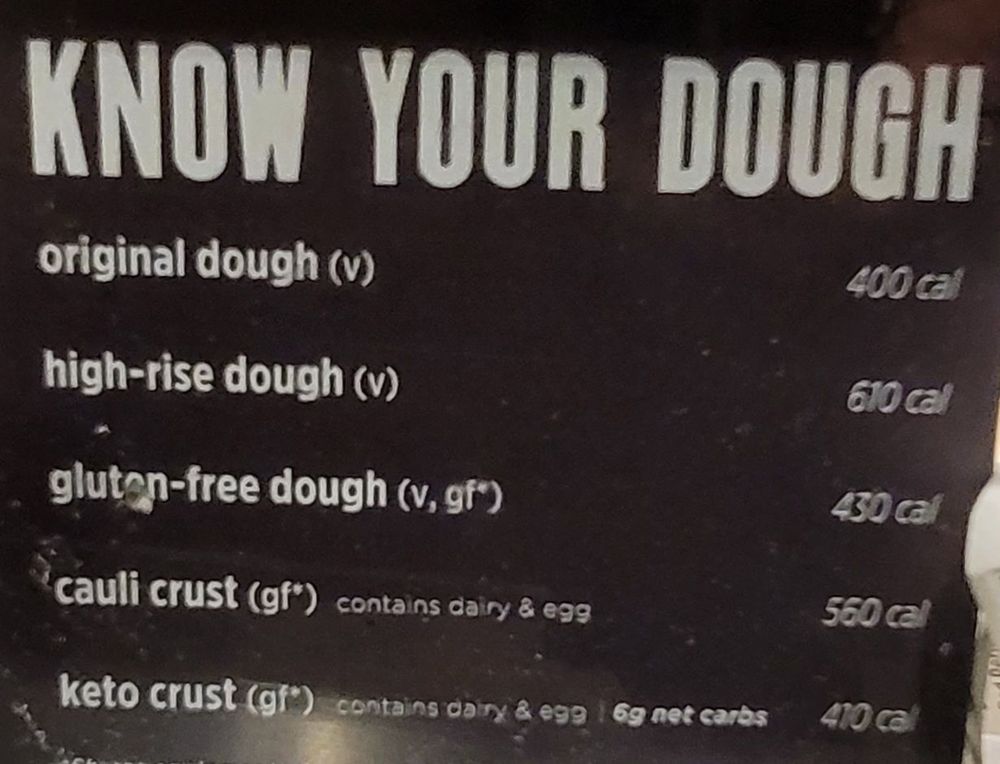 KNOW YOUR DOUGH
original dough (v) 400 cal
high-rise dough (v) 610 cal
gluten-free dough (v, gf*) 430 cal
cauli crust (gf*) contains dairy & egg 560 cal
keto crust (gf*) contains dairy & egg | 6g net carbs 410 cal